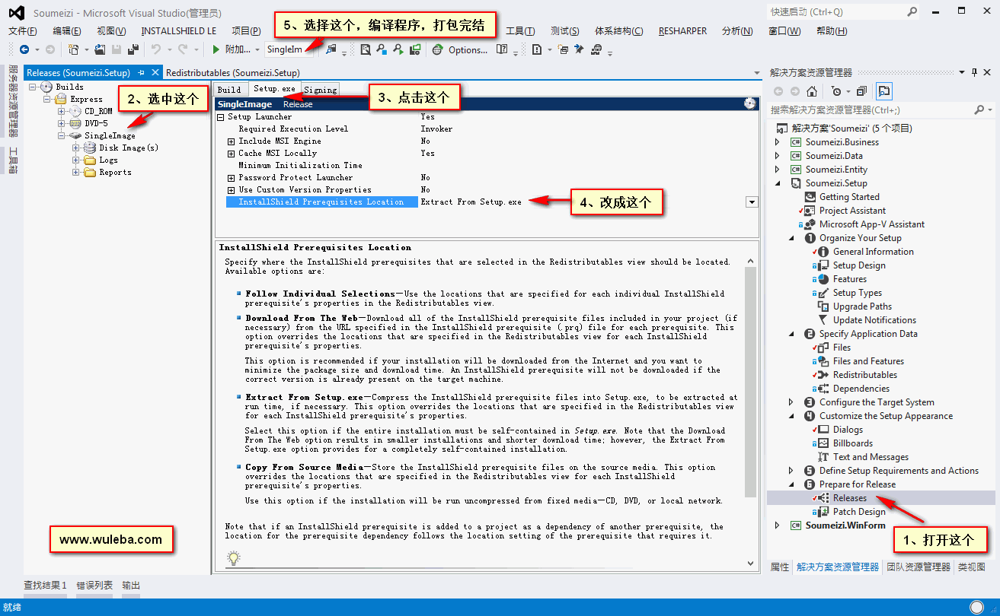 Soumeizi - Microsoft Visual Studio(管理员)
快速启动 (Ctrl+Q)
文件(F) 编辑(E) 视图(V) INSTALLSHIELD LE 项目(P)
工具(T) 测试(S) 体系结构(C) RESHARPER 分析(N) 窗口(W) 帮助(H)
5、选择这个，编译程序，打包完结
附加... SingleIm
Options...
服务器资源管理器
工具箱
Releases (Soumeizi.Setup)
Redistributables (Soumeizi.Setup)
Builds
Express
CD_ROM
DVD-5
SingleImage
Disk Image(s)
Logs
Reports
2、选中这个
Build Setup.exe Signing
3、点击这个
SingleImage Release
Setup Launcher Yes
Required Execution Level Invoker
Include MSI Engine No
Cache MSI Locally Yes
Minimum Initialization Time
Password Protect Launcher No
Use Custom Version Properties No
InstallShield Prerequisites Location Extract From Setup.exe
4、改成这个
InstallShield Prerequisites Location
Specify where the InstallShield prerequisites that are selected in the Redistributables view should be located.
Available options are:
Follow Individual Selections—Use the locations that are specified for each individual InstallShield
prerequisite's properties in the Redistributables view.
Download From The Web—Download all of the InstallShield prerequisite files included in your project (if
necessary) from the URL specified in the InstallShield prerequisite (.prq) file for each prerequisite. This
option overrides the locations that are specified in the Redistributables view for each InstallShield
prerequisite's properties.
This option is recommended if your installation will be downloaded from the Internet and you want to
minimize the package size and download time. An InstallShield prerequisite will not be downloaded if the
correct version is already present on the target machine.
Extract From Setup.exe—Compress the InstallShield prerequisite files into Setup.exe, to be extracted at
run time, if necessary. This option overrides the locations that are specified in the Redistributables view
for each InstallShield prerequisite's properties.
Select this option if the entire installation must be self-contained in Setup.exe. Note that the Download
From The Web option results in smaller installations and shorter download time; however, the Extract From
Setup.exe option provides for a completely self-contained installation.
Copy From Source Media—Store the InstallShield prerequisite files on the source media. This option
overrides the locations that are specified in the Redistributables view for each InstallShield
prerequisite's properties.
Use this option if the installation will be run uncompressed from fixed media—CD, DVD, or local network.
Note that if an InstallShield prerequisite is added to a project as a dependency of another prerequisite, the
location for the prerequisite dependency follows the location setting of the prerequisite that requires it.
www.wuleba.com
解决方案资源管理器
搜索解决方案资源管理器(Ctrl+;)
解决方案'Soumeizi' (5 个项目)
C# Soumeizi.Business
C# Soumeizi.Data
C# Soumeizi.Entity
Soumeizi.Setup
Getting Started
Project Assistant
Microsoft App-V Assistant
1 Organize Your Setup
General Information
Setup Design
Features
Setup Types
Upgrade Paths
Update Notifications
2 Specify Application Data
Files
Files and Features
Redistributables
Dependencies
3 Configure the Target System
4 Customize the Setup Appearance
Dialogs
Billboards
Text and Messages
5 Define Setup Requirements and Actions
6 Prepare for Release
Releases
Patch Design
C# Soumeizi.WinForm
1、打开这个
属性 解决方案资源管理器 团队资源管理器 类视图
查找结果 1 错误列表 输出
就绪